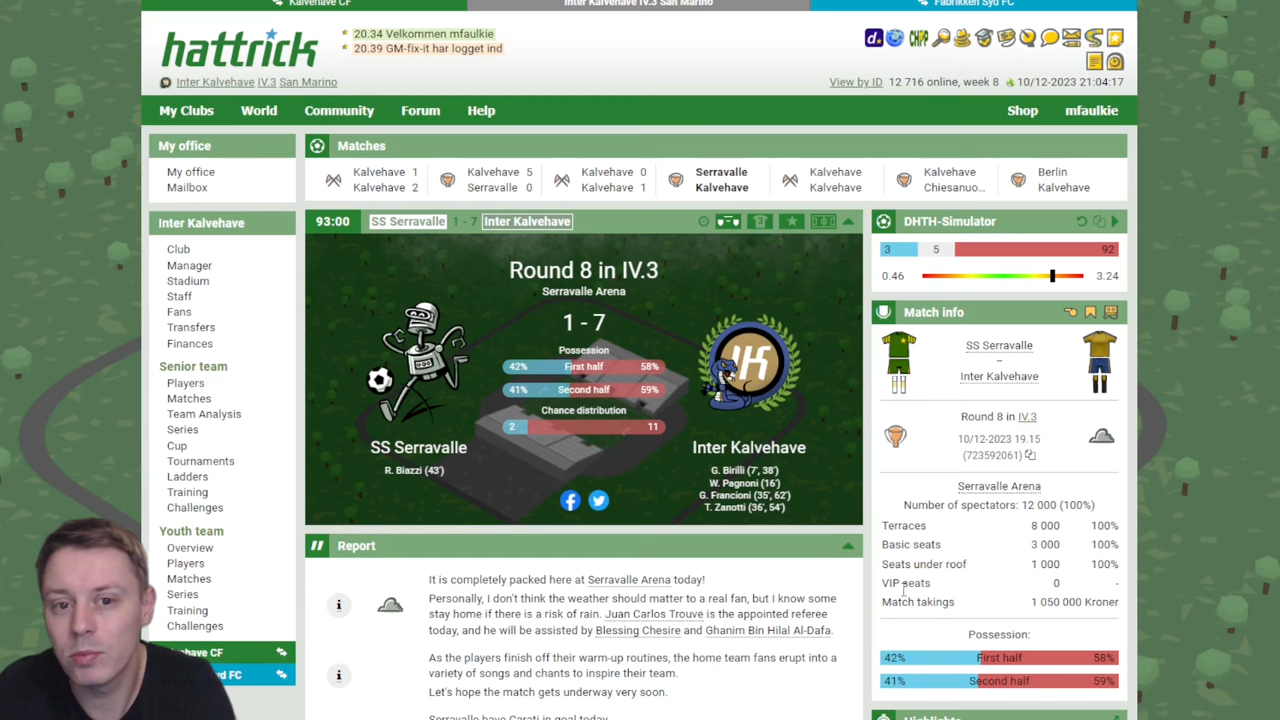 Kalvehave CF
Inter Kalvehave IV.3 San Marino
Fabrikken Syd FC
hattrick
20.34 Velkommen mfaulkie
20.39 GM-fix-it har logget ind
d.
CHPP
Inter Kalvehave IV.3 San Marino
View by ID 12 716 online, week 8 10/12-2023 21:04:17
My Clubs World Community Forum Help Shop mfaulkie
My office
My office
Mailbox
Inter Kalvehave
Club
Manager
Stadium
Staff
Fans
Transfers
Finances
Senior team
Players
Matches
Team Analysis
Series
Cup
Tournaments
Ladders
Training
Challenges
Youth team
Overview
Players
Matches
Series
Training
Challenges
ehave CF
yd FC
Matches
Kalvehave 1
Kalvehave 2
Kalvehave 5
Serravalle 0
Kalvehave 0
Kalvehave 1
Serravalle
Kalvehave
Kalvehave
Kalvehave
Kalvehave
Chiesanuo...
Berlin
Kalvehave
93:00 SS Serravalle 1 - 7 Inter Kalvehave
Round 8 in IV.3
Serravalle Arena
1 - 7
Possession
42% First half 58%
41% Second half 59%
Chance distribution
2 11
IK
SS Serravalle
R. Biazzi (43')
Inter Kalvehave
G. Birilli (7', 38')
W. Pagnoni (16')
G. Francioni (35', 62')
T. Zanotti (36', 54')
Report
It is completely packed here at Serravalle Arena today!
Personally, I don't think the weather should matter to a real fan, but I know some
stay home if there is a risk of rain. Juan Carlos Trouve is the appointed referee
today, and he will be assisted by Blessing Chesire and Ghanim Bin Hilal Al-Dafa.
As the players finish off their warm-up routines, the home team fans erupt into a
variety of songs and chants to inspire their team.
Let's hope the match gets underway very soon.
Serravalle have Carati in goal today
DHTH-Simulator
3 5 92
0.46 3.24
Match info
SS Serravalle
–
Inter Kalvehave
Round 8 in IV.3
10/12-2023 19.15
(723592061)
Serravalle Arena
Number of spectators: 12 000 (100%)
Terraces 8 000 100%
Basic seats 3 000 100%
Seats under roof 1 000 100%
VIP seats 0 -
Match takings 1 050 000 Kroner
Possession:
42% First half 58%
41% Second half 59%
Highlights